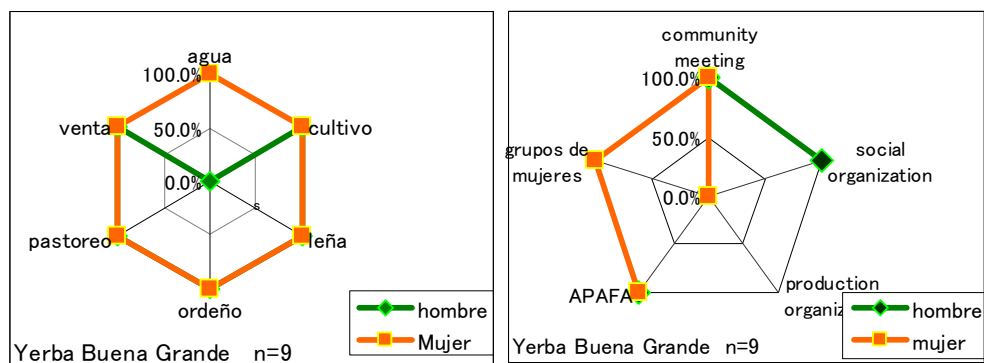 agua
100.0%
venta
cultivo
50.0%
0.0%
s
pastoreo
leña
ordeño
hombre
Mujer
Yerba Buena Grande n=9
community
meeting
100.0%
grupos de
mujeres
50.0%
social
organization
0.0%
APAFA
production
hombre
mujer
Yerba Buena Grande n=9